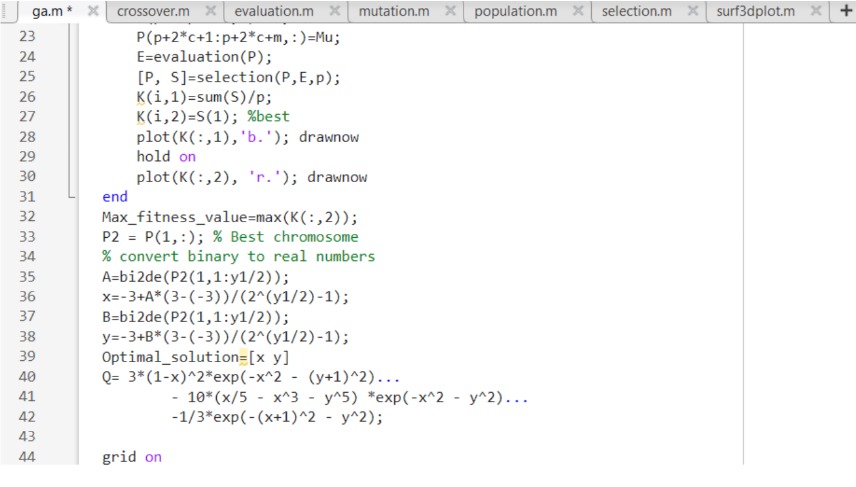 ga.m * × crossover.m × evaluation.m × mutation.m × population.m × selection.m × surf3dplot.m × +
23 P(p+2*c+1:p+2*c+m,:)=Mu;
24 E=evaluation(P);
25 [P, S]=selection(P,E,p);
26 K(i,1)=sum(S)/p;
27 K(i,2)=S(1); %best
28 plot(K(:,1),'b.'); drawnow
29 hold on
30 plot(K(:,2), 'r.'); drawnow
31 end
32 Max_fitness_value=max(K(:,2));
33 P2 = P(1,:); % Best chromosome
34 % convert binary to real numbers
35 A=bi2de(P2(1,1:y1/2));
36 x=-3+A*(3-(-3))/(2^(y1/2)-1);
37 B=bi2de(P2(1,1:y1/2));
38 y=-3+B*(3-(-3))/(2^(y1/2)-1);
39 Optimal_solution=[x y]
40 Q= 3*(1-x)^2*exp(-x^2 - (y+1)^2)...
41 - 10*(x/5 - x^3 - y^5) *exp(-x^2 - y^2)...
42 -1/3*exp(-(x+1)^2 - y^2);
43
44 grid on